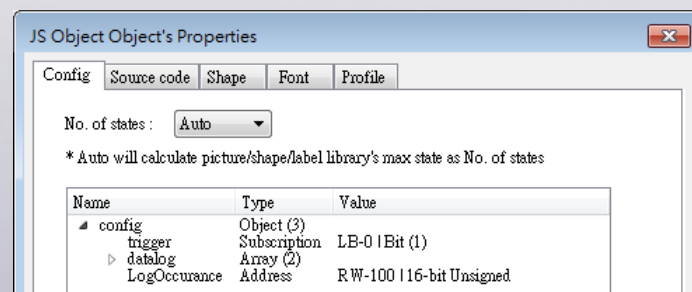 JS Object Object's Properties
Config Source code Shape Font Profile
No. of states : Auto
* Auto will calculate picture/shape/label library's max state as No. of states
Name Type Value
config Object (3)
trigger Subscription LB-0 | Bit (1)
datalog Array (2)
LogOccurance Address RW-100 | 16-bit Unsigned